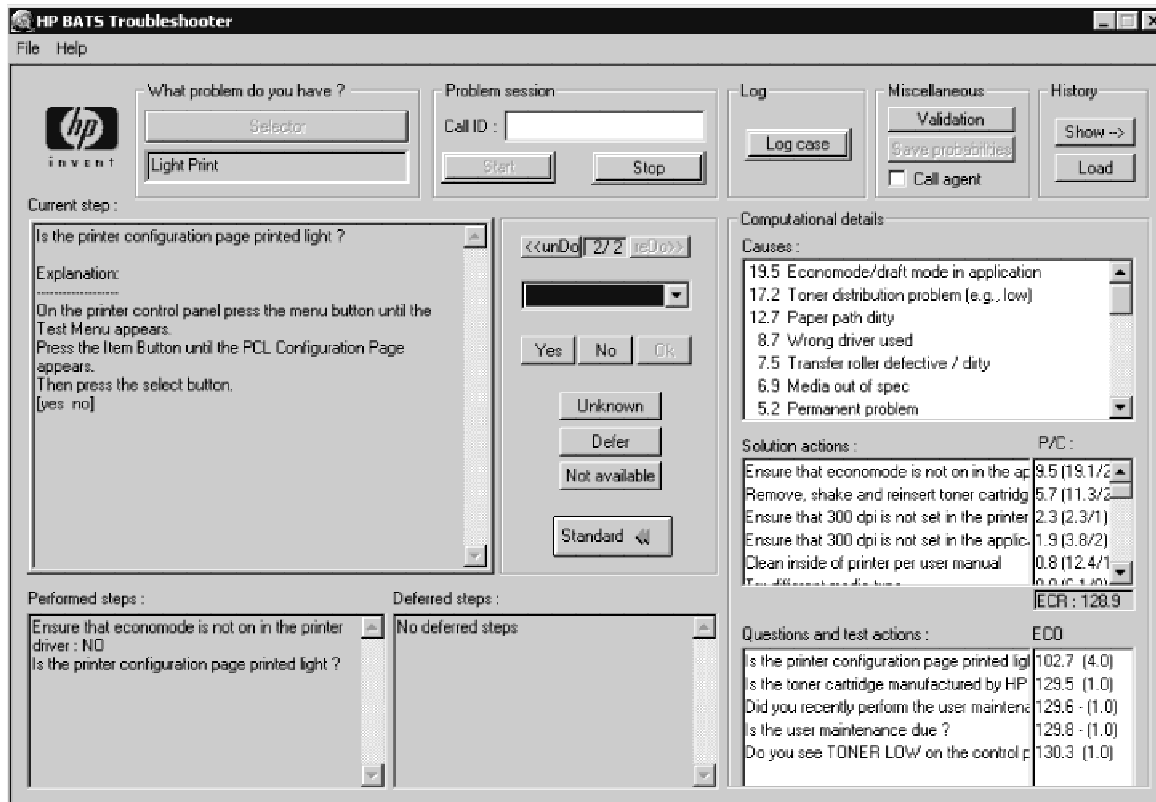 HP BATS Troubleshooter
File Help
What problem do you have ?
Selector
Light Print
hp
invent
Problem session
Call ID :
Start Stop
Log
Log case
Miscellaneous
Validation
Save probabilities
Call agent
History
Show -->
Load
Current step :
Is the printer configuration page printed light ?
Explanation:
--------------------
On the printer control panel press the menu button until the
Test Menu appears.
Press the Item Button until the PCL Configuration Page
appears.
Then press the select button.
[yes no]
<<unDo 2/2 reDo>>
Yes No Ok
Unknown
Defer
Not available
Standard
Computational details
Causes :
19.5 Economode/draft mode in application
17.2 Toner distribution problem (e.g., low)
12.7 Paper path dirty
8.7 Wrong driver used
7.5 Transfer roller defective / dirty
6.9 Media out of spec
5.2 Permanent problem
Solution actions : P/C :
Ensure that economode is not on in the ap 9.5 (19.1/2
Remove, shake and reinsert toner cartridg 5.7 (11.3/2
Ensure that 300 dpi is not set in the printer 2.3 (2.3/1)
Ensure that 300 dpi is not set in the applic- 1.9 (3.8/2)
Clean inside of printer per user manual 0.8 (12.4/1
ECR : 128.9
Performed steps :
Ensure that economode is not on in the printer
driver : NO
Is the printer configuration page printed light ?
Deferred steps :
No deferred steps
Questions and test actions : ECO
Is the printer configuration page printed ligl 102.7 (4.0)
Is the toner cartridge manufactured by HP 129.5 (1.0)
Did you recently perform the user maintena 129.6 - (1.0)
Is the user maintenance due ? 129.8 - (1.0)
Do you see TONER LOW on the control p 130.3 (1.0)